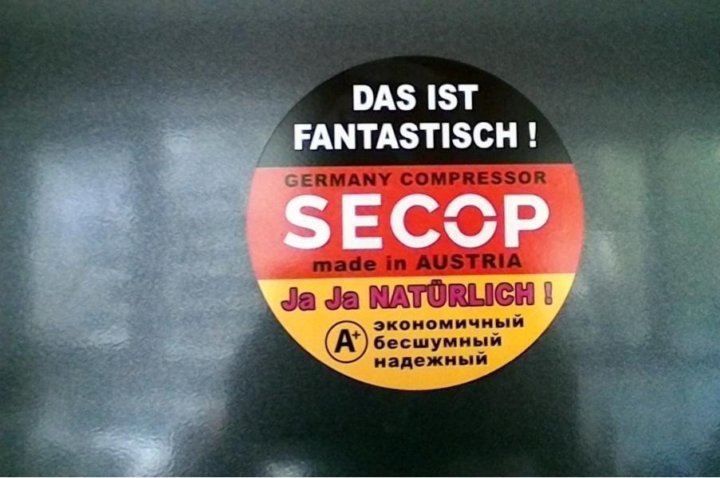 DAS IST
FANTASTISCH !
GERMANY COMPRESSOR
SECOP
made in AUSTRIA
Ja Ja NATÜRLICH !
A+ экономичный
бесшумный
надежный